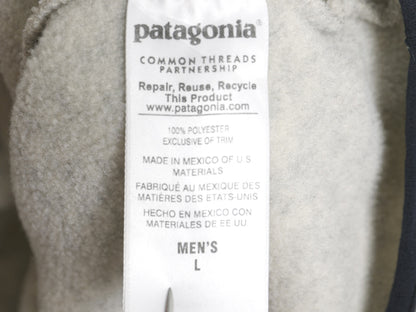 patagonia®
COMMON THREADS
PARTNERSHIP
Repair, Reuse, Recycle
This Product
www.patagonia.com
100% POLYESTER
EXCLUSIVE OF TRIM
MADE IN MEXICO OF U.S.
MATERIALS
FABRIQUÉ AU MEXIQUE DES
MATIÈRES DES ETATS-UNIS
HECHO EN MEXICO CON
MATERIALES DE EE.UU.
MEN'S
L